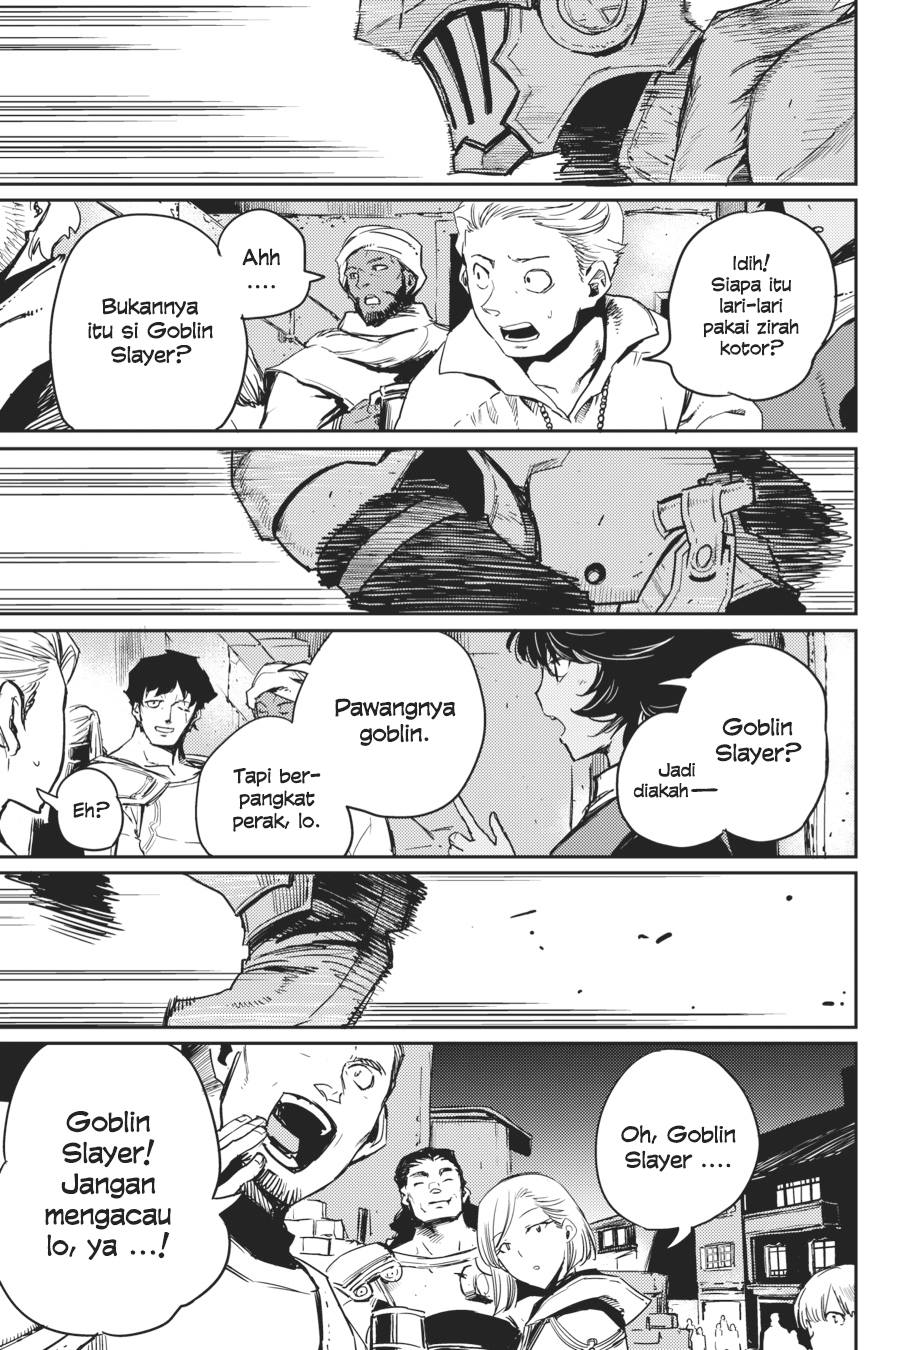 Idih!
Siapa itu
lari-lari
pakai zirah
kotor?
Ahh
....
Bukannya
itu si Goblin
Slayer?
Goblin
Slayer?
Jadi
diakah—
Pawangnya
goblin.
Tapi ber-
pangkat
perak, lo.
Eh?
Oh, Goblin
Slayer ....
Goblin
Slayer!
Jangan
mengacau
lo, ya ...!